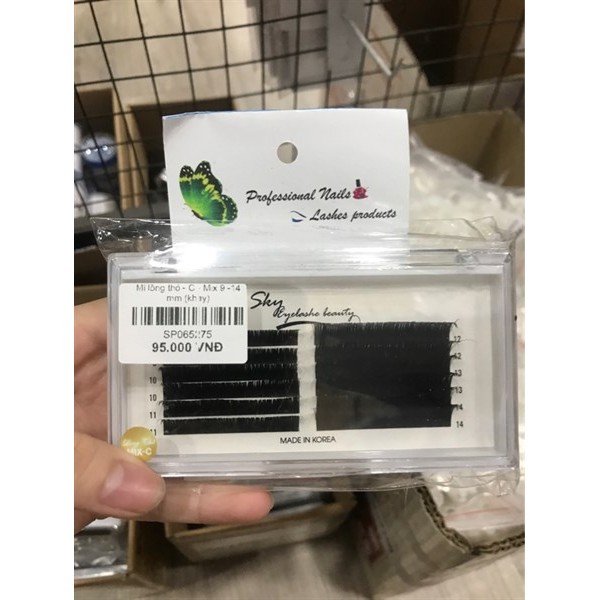 Professional Nails
Lashes products
Mi lông thỏ - C - Mix 9 -14
mm (khay)
SP065275
95.000 VNĐ
Sky
Eyelashe beauty
10
10
11
11
12
12
13
13
14
14
MADE IN KOREA
MIX-C